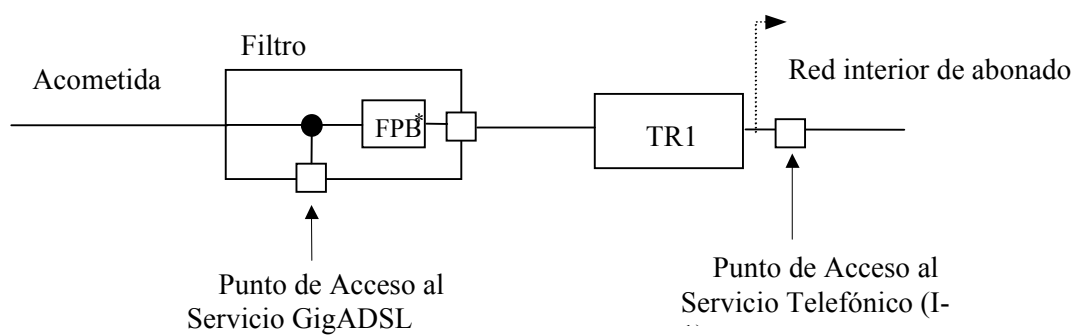 Filtro
Acometida
Red interior de abonado
FPB*
TR1
Punto de Acceso al
Servicio GigADSL
Punto de Acceso al
Servicio Telefónico (I-